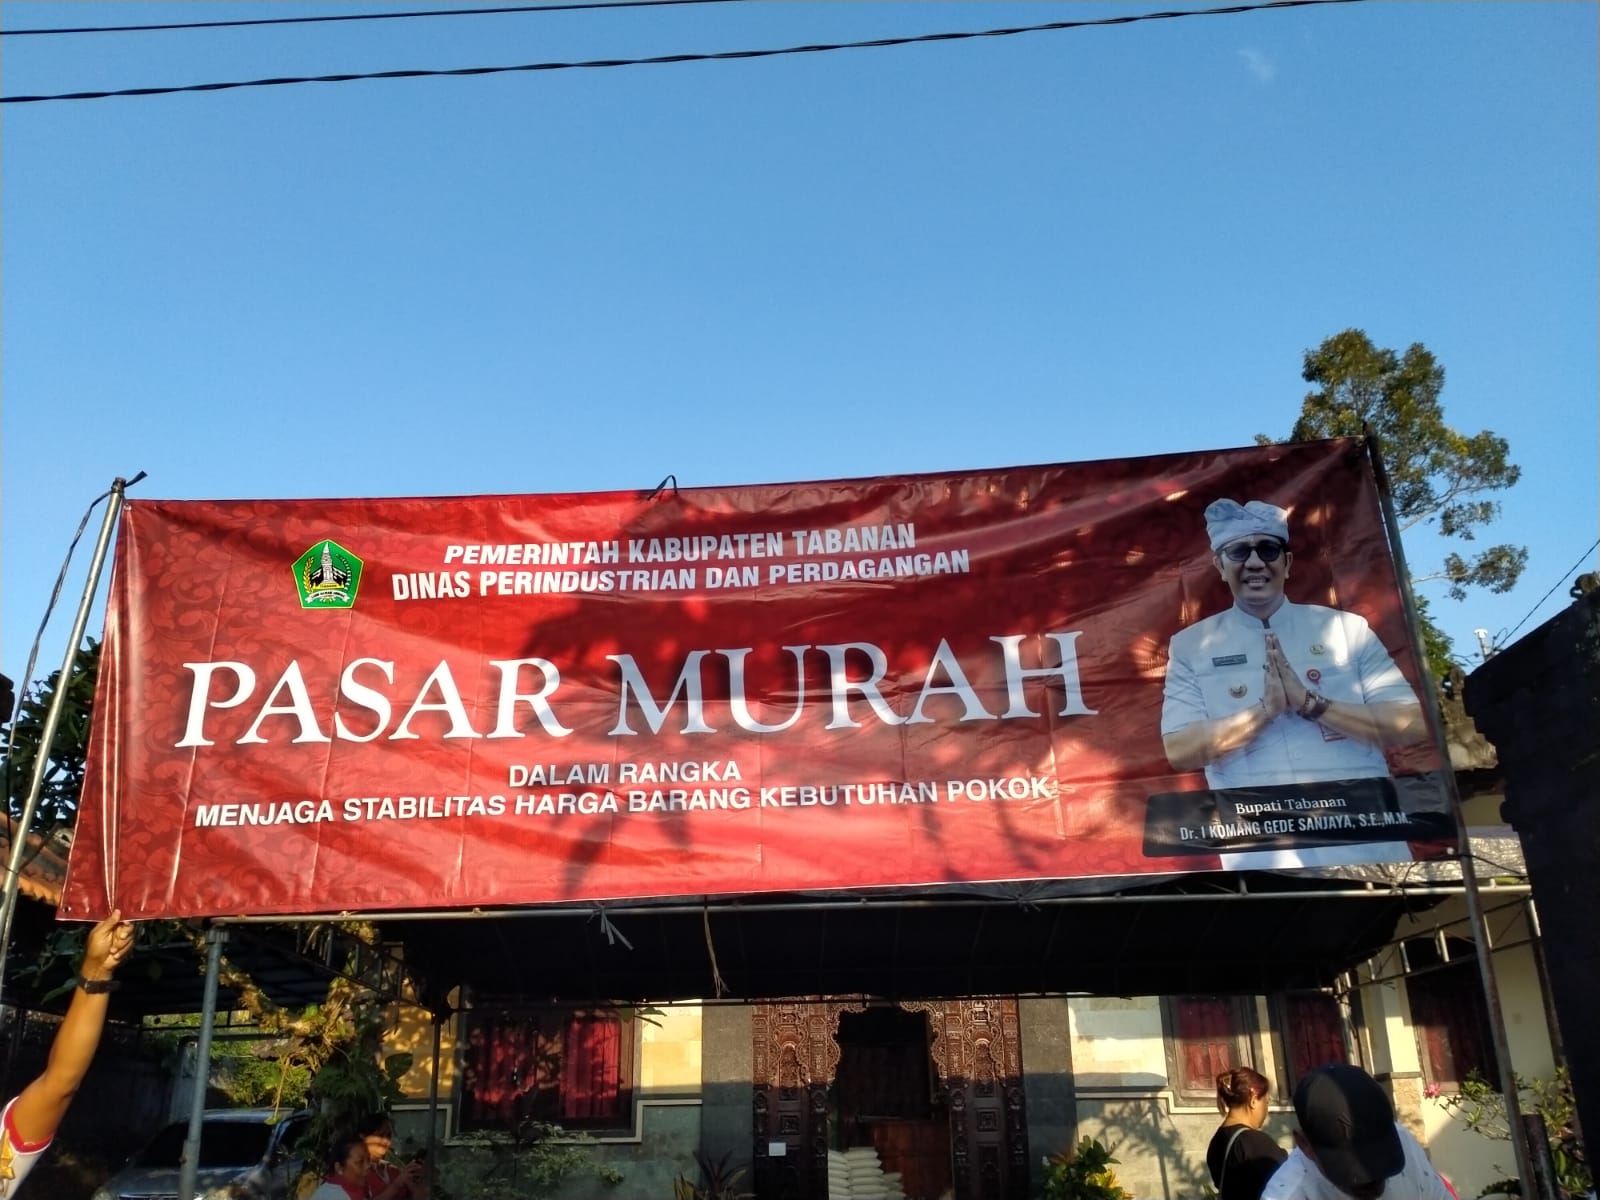 PEMERINTAH KABUPATEN TABANAN
DINAS PERINDUSTRIAN DAN PERDAGANGAN
PASAR MURAH
DALAM RANGKA
MENJAGA STABILITAS HARGA BARANG KEBUTUHAN POKOK
Bupati Tabanan
Dr. I KOMANG GEDE SANJAYA, S.E.,M.M.